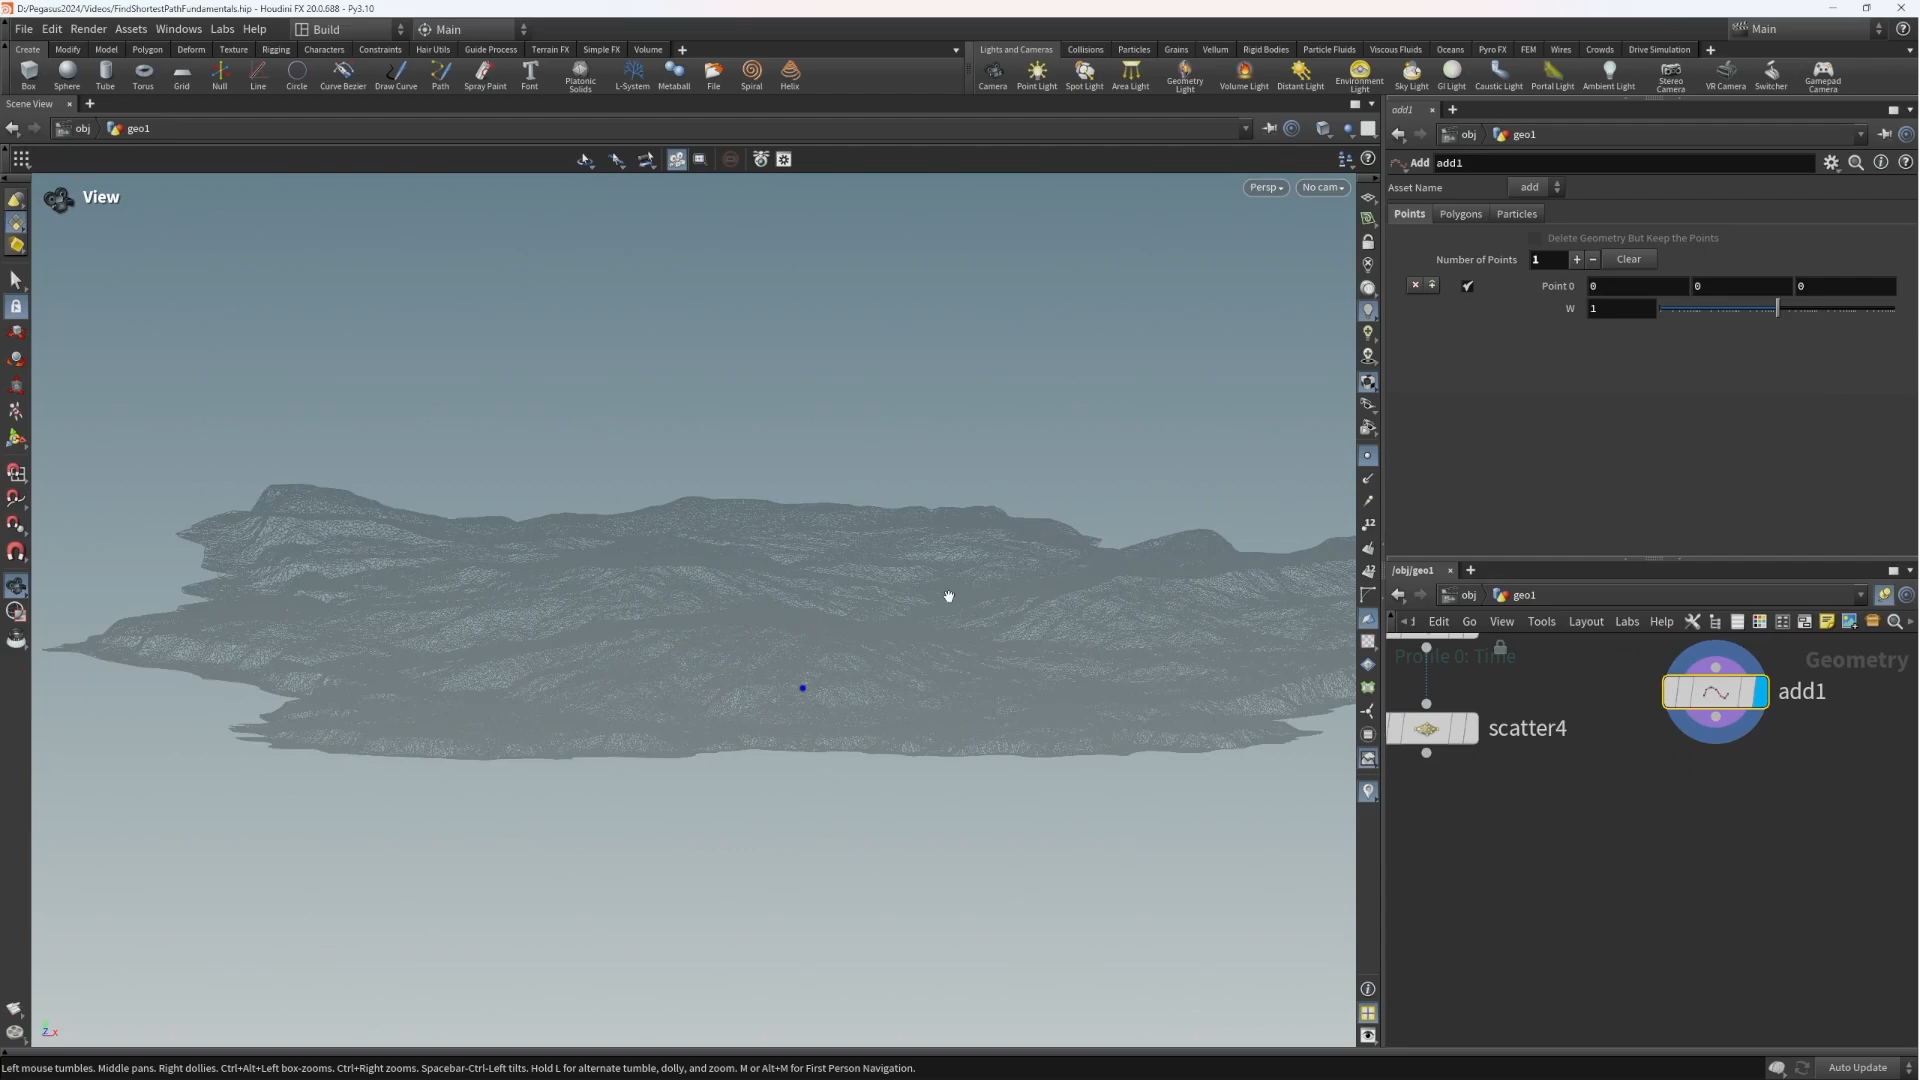 D:/Pegasus2024/Videos/FindShortestPathFundamentals.hip - Houdini FX 20.0.688 - Py3.10
File Edit Render Assets Windows Labs Help Build Main Main
Create Modify Model Polygon Deform Texture Rigging Characters Constraints Hair Utils Guide Process Terrain FX Simple FX Volume
Lights and Cameras Collisions Particles Grains Vellum Rigid Bodies Particle Fluids Viscous Fluids Oceans Pyro FX FEM Wires Crowds Drive Simulation
Box Sphere Tube Torus Grid Null Line Circle Curve Bezier Draw Curve Path Spray Paint Font Platonic Solids L-System Metaball File Spiral Helix
Camera Point Light Spot Light Area Light Geometry Light Volume Light Distant Light Environment Light Sky Light GI Light Caustic Light Portal Light Ambient Light Stereo Camera VR Camera Switcher Gamepad Camera
Scene View
obj geo1
View
Persp No cam
add1
obj geo1
Add add1
Asset Name add
Points Polygons Particles
Delete Geometry But Keep the Points
Number of Points 1 Clear
Point 0 0 0 0
W 1
12
12
/obj/geo1
obj geo1
Edit Go View Tools Layout Labs Help
Profile 0: Time
Geometry
add1
scatter4
Z X
Left mouse tumbles. Middle pans. Right dollies. Ctrl+Alt+Left box-zooms. Ctrl+Right zooms. Spacebar-Ctrl-Left tilts. Hold L for alternate tumble, dolly, and zoom. M or Alt+M for First Person Navigation.
Auto Update